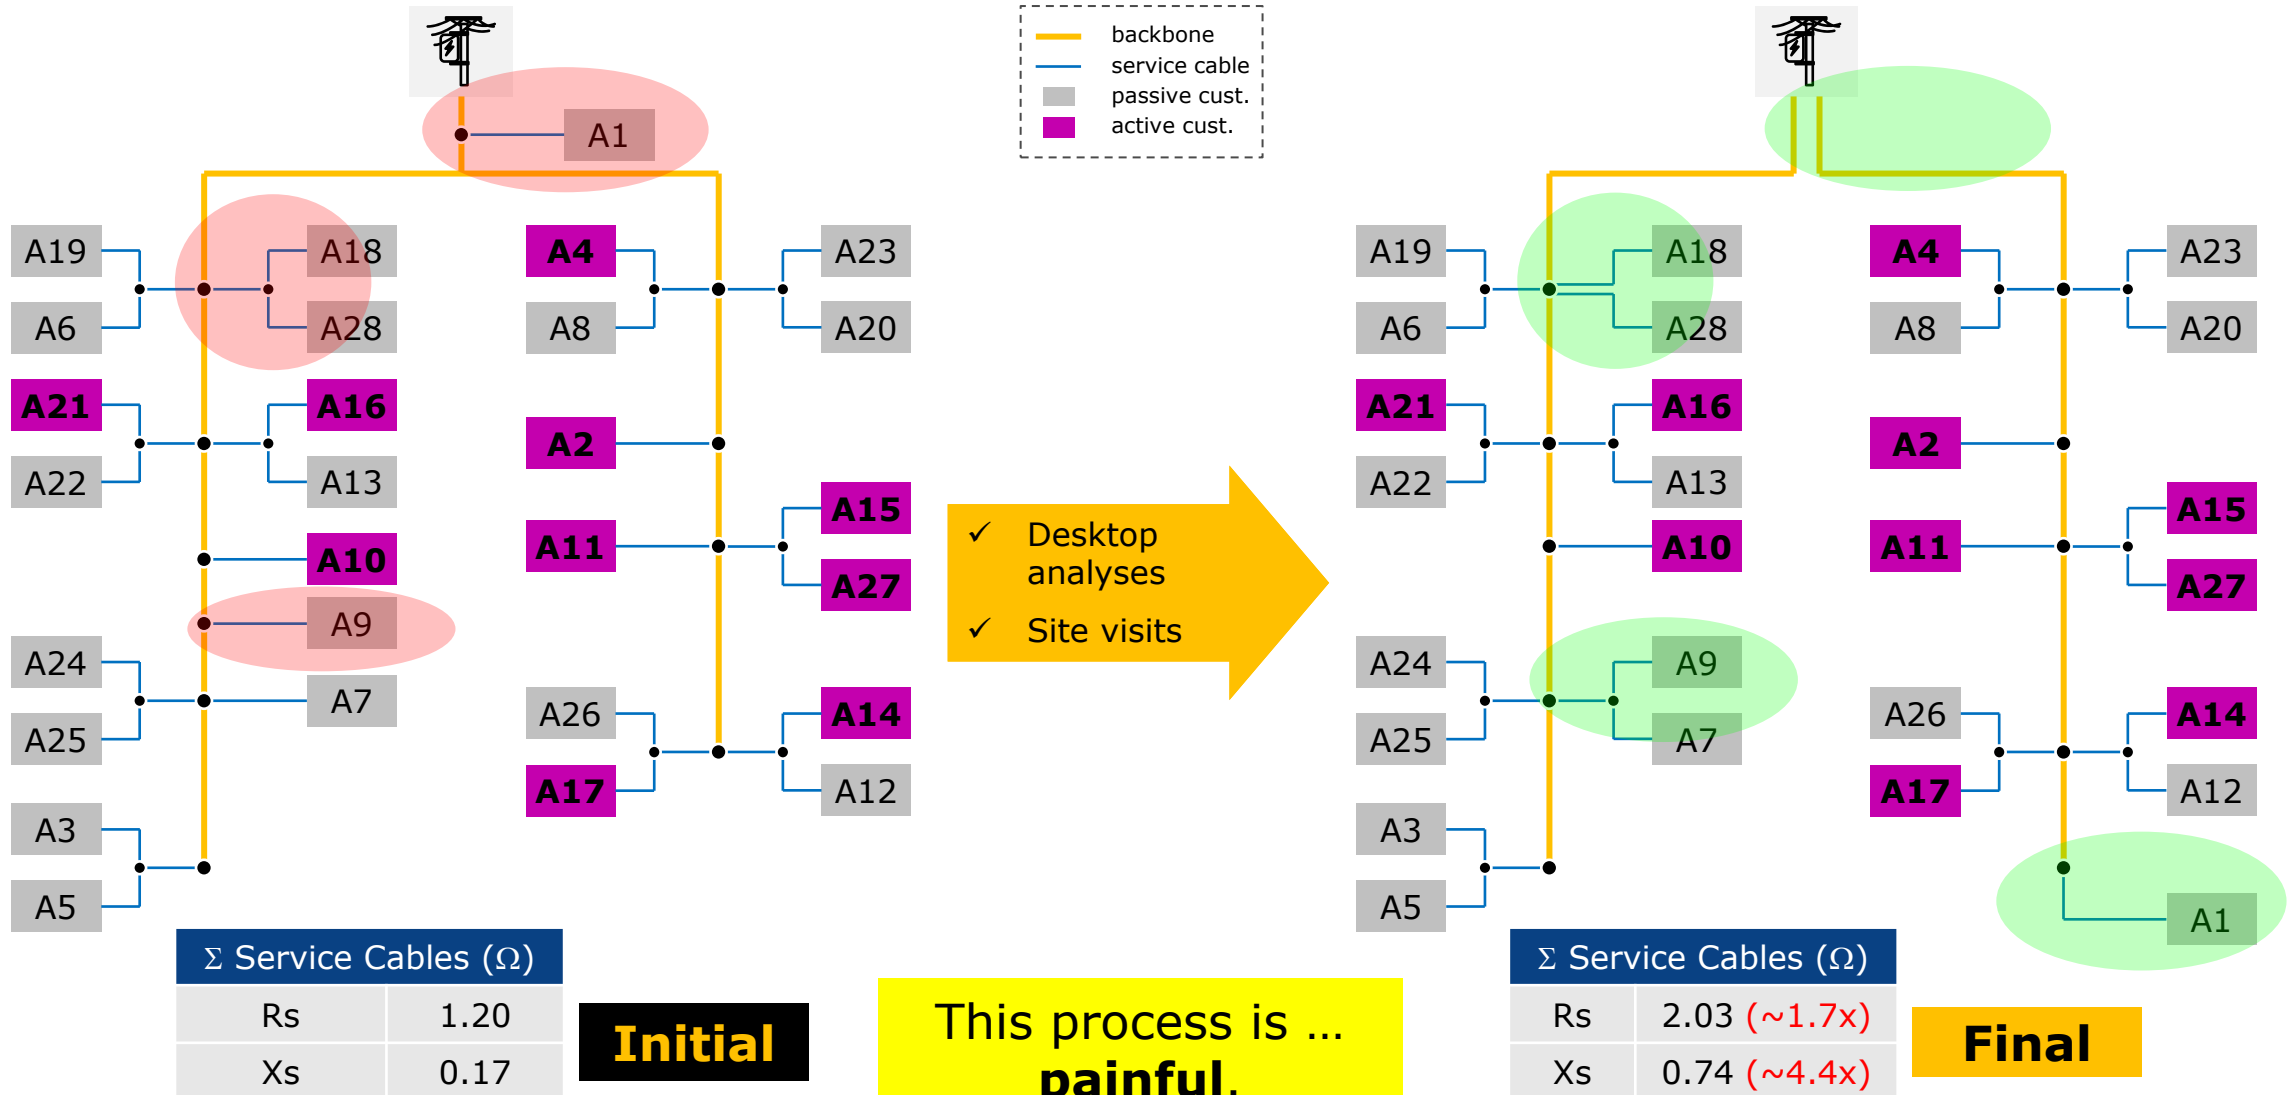 backbone
service cable
passive cust.
active cust.
A1
A19
A18
A6
A28
A21
A16
A22
A13
A10
A9
A24
A7
A25
A3
A5
A4
A23
A8
A20
A2
A15
A11
A27
A26
A14
A17
A12
Σ Service Cables (Ω)
Rs 1.20
Xs 0.17
Initial
✓ Desktop
analyses
✓ Site visits
This process is ...
painful.
A19
A18
A6
A28
A21
A16
A22
A13
A10
A24
A9
A25
A7
A3
A5
A4
A23
A8
A20
A2
A15
A11
A27
A26
A14
A17
A12
A1
Σ Service Cables (Ω)
Rs 2.03 (~1.7x)
Xs 0.74 (~4.4x)
Final